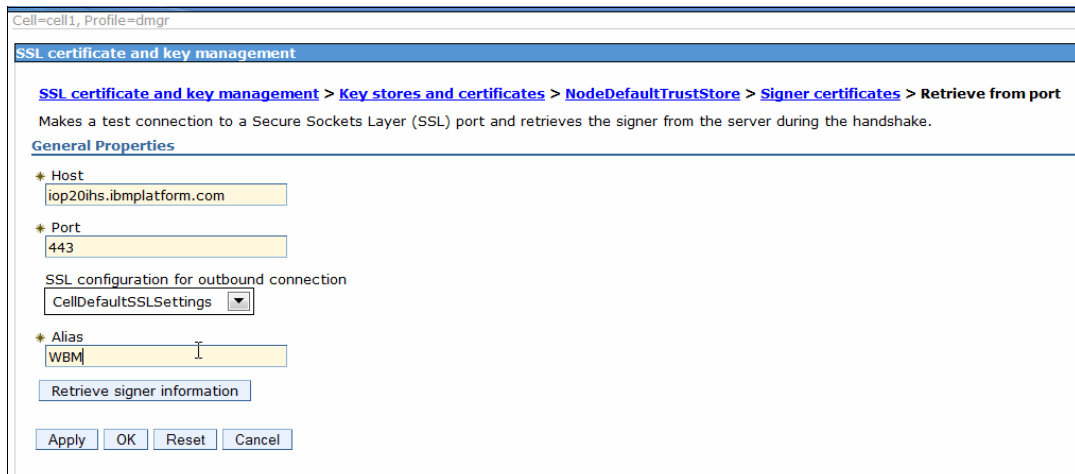 Cell=cell1, Profile=dmgr
SSL certificate and key management
SSL certificate and key management > Key stores and certificates > NodeDefaultTrustStore > Signer certificates > Retrieve from port
Makes a test connection to a Secure Sockets Layer (SSL) port and retrieves the signer from the server during the handshake.
General Properties
* Host
iop20ihs.ibmplatform.com
* Port
443
SSL configuration for outbound connection
CellDefaultSSLSettings
* Alias
WBM
Retrieve signer information
Apply OK Reset Cancel